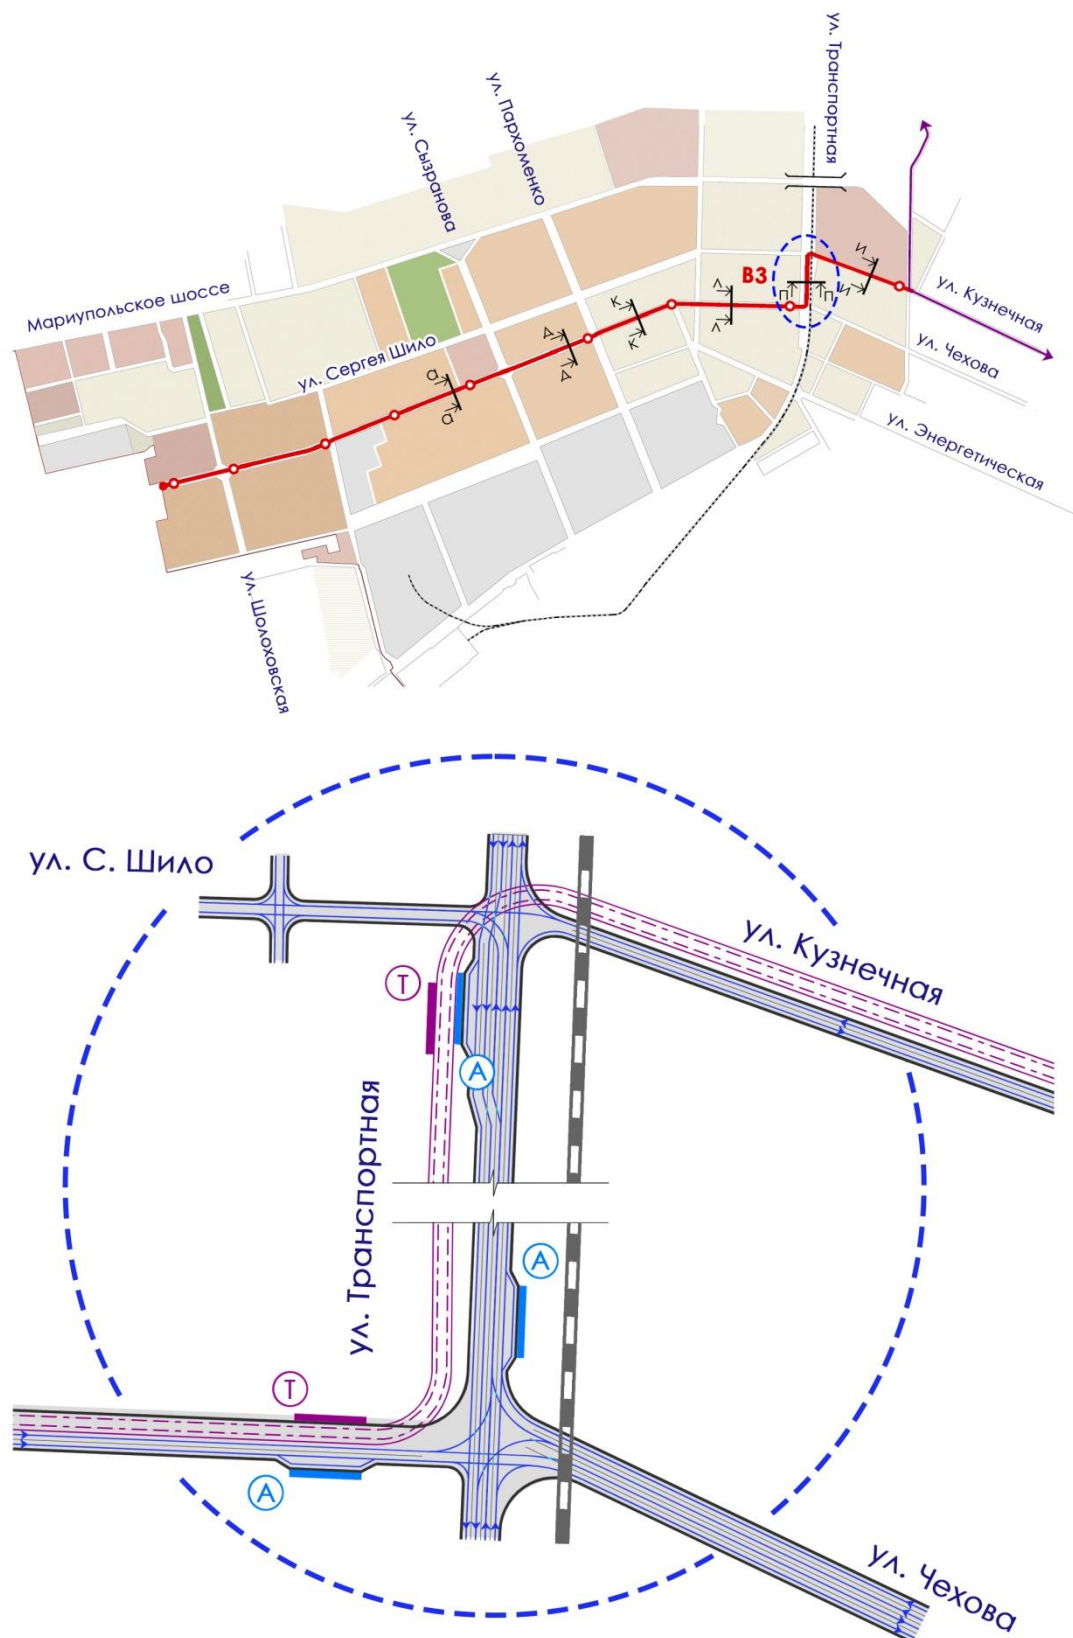 ул. Транспортная
ул. Пархоменко
ул. Сызранова
Мариупольское шоссе
ул. Сергея Шило
В3
И
И
П
П
Л
Л
К
К
Д
Д
ул. Кузнечная
ул. Чехова
ул. Энергетическая
ул. Шолоховская
ул. С. Шило
ул. Кузнечная
Т
А
ул. Транспортная
А
Т
А
ул. Чехова